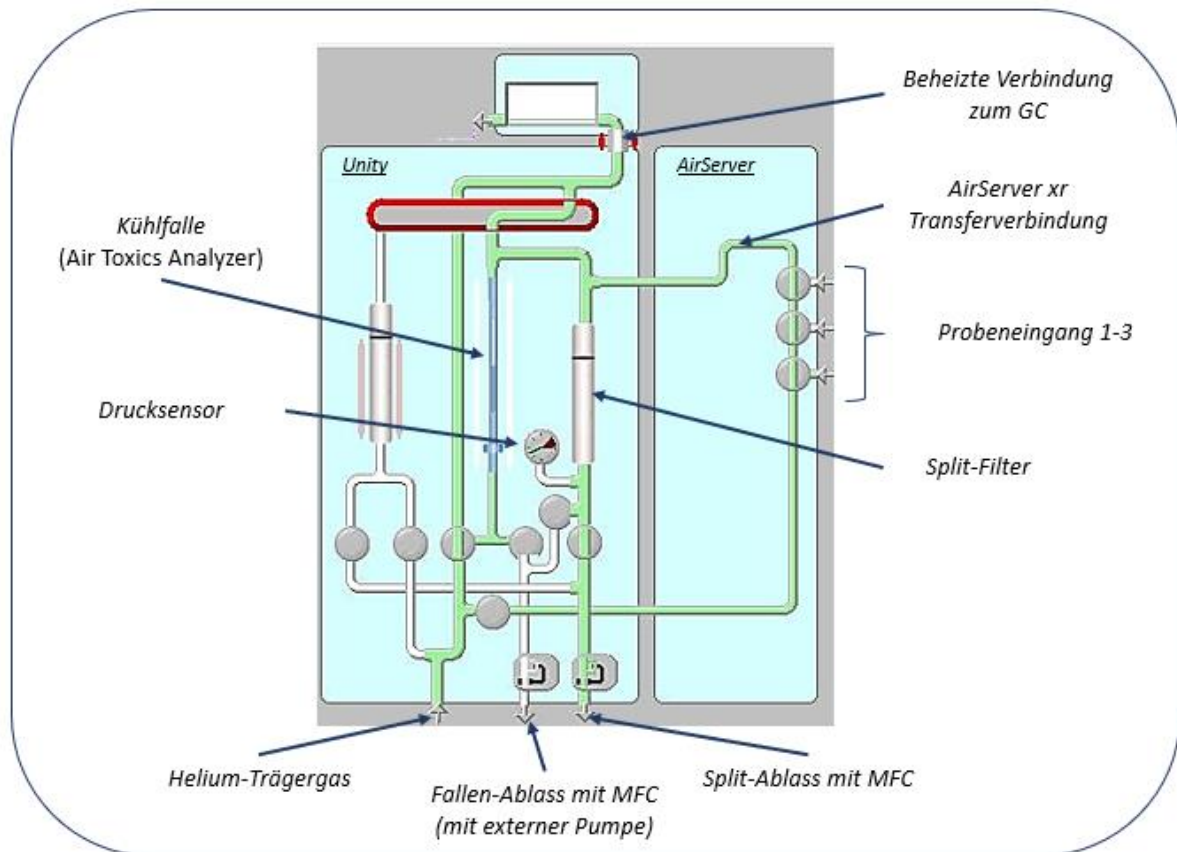 Beheizte Verbindung
zum GC
Unity
AirServer
AirServer xr
Transferverbindung
Kühlfalle
(Air Toxics Analyzer)
Probeneingang 1-3
Drucksensor
Split-Filter
Helium-Trägergas
Fallen-Ablass mit MFC
(mit externer Pumpe)
Split-Ablass mit MFC